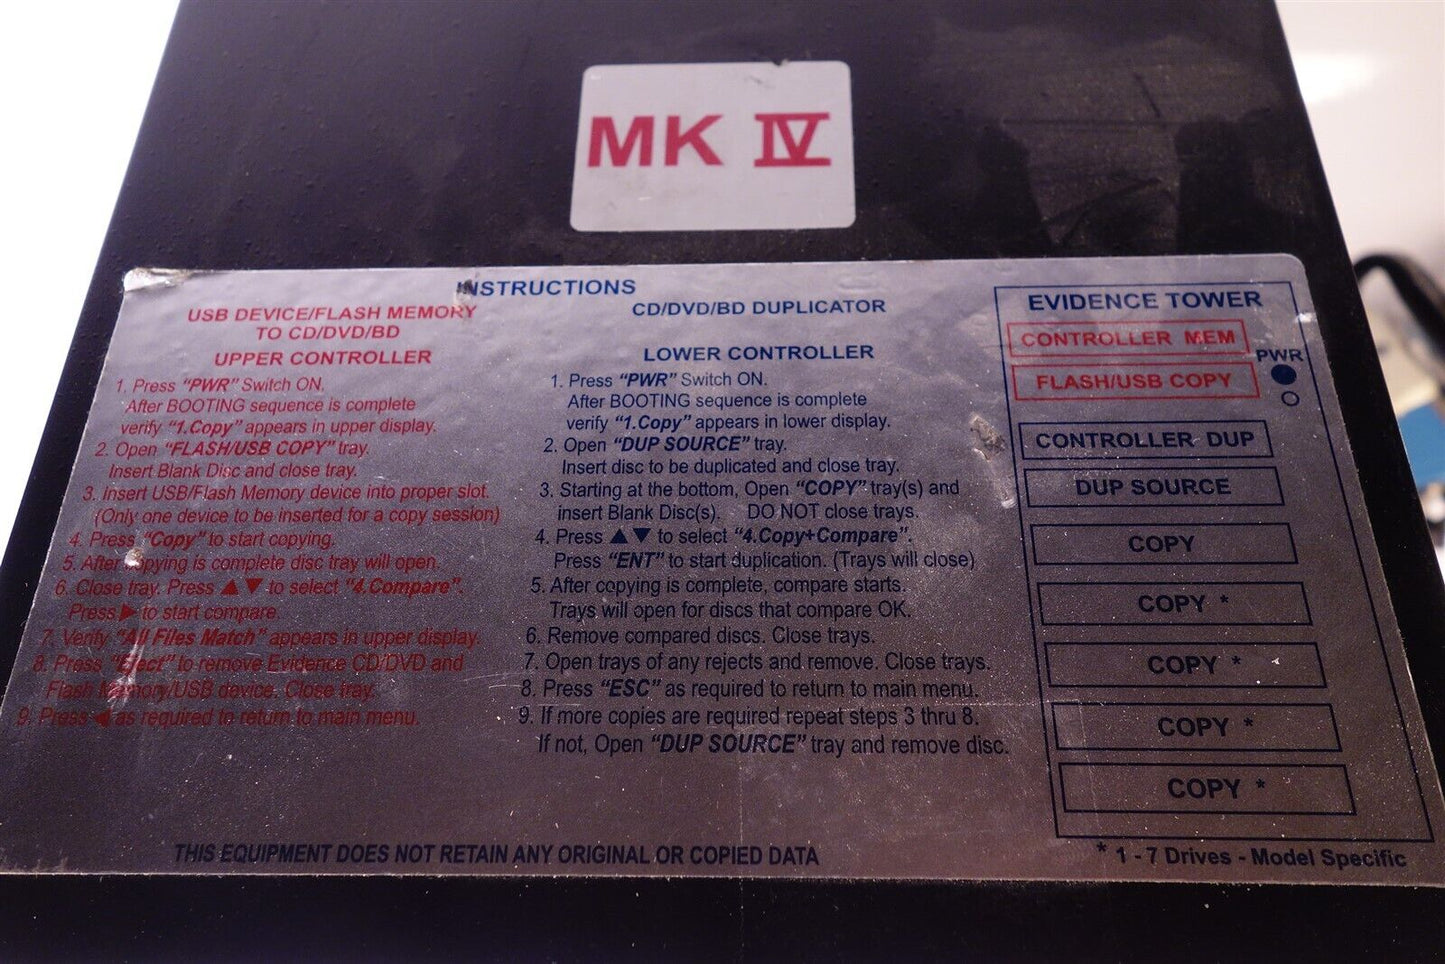 MK IV
INSTRUCTIONS
USB DEVICE/FLASH MEMORY
TO CD/DVD/BD
UPPER CONTROLLER
1. Press “PWR” Switch ON.
After BOOTING sequence is complete
verify “1.Copy” appears in upper display.
2. Open “FLASH/USB COPY” tray.
Insert Blank Disc and close tray.
3. Insert USB/Flash Memory device into proper slot.
(Only one device to be inserted for a copy session)
4. Press “Copy” to start copying.
5. After copying is complete disc tray will open.
6. Close tray. Press ▲▼ to select “4.Compare”.
Press ▶ to start compare.
7. Verify “All Files Match” appears in upper display.
8. Press “Eject” to remove Evidence CD/DVD and
Flash Memory/USB device. Close tray.
9. Press ◀ as required to return to main menu.
CD/DVD/BD DUPLICATOR
LOWER CONTROLLER
1. Press “PWR” Switch ON.
After BOOTING sequence is complete
verify “1.Copy” appears in lower display.
2. Open “DUP SOURCE” tray.
Insert disc to be duplicated and close tray.
3. Starting at the bottom, Open “COPY” tray(s) and
insert Blank Disc(s). DO NOT close trays.
4. Press ▲▼ to select “4.Copy+Compare”.
Press “ENT” to start duplication. (Trays will close)
5. After copying is complete, compare starts.
Trays will open for discs that compare OK.
6. Remove compared discs. Close trays.
7. Open trays of any rejects and remove. Close trays.
8. Press “ESC” as required to return to main menu.
9. If more copies are required repeat steps 3 thru 8.
If not, Open “DUP SOURCE” tray and remove disc.
EVIDENCE TOWER
CONTROLLER MEM
PWR
FLASH/USB COPY
CONTROLLER DUP
DUP SOURCE
COPY
COPY *
COPY *
COPY *
COPY *
THIS EQUIPMENT DOES NOT RETAIN ANY ORIGINAL OR COPIED DATA
* 1 - 7 Drives - Model Specific